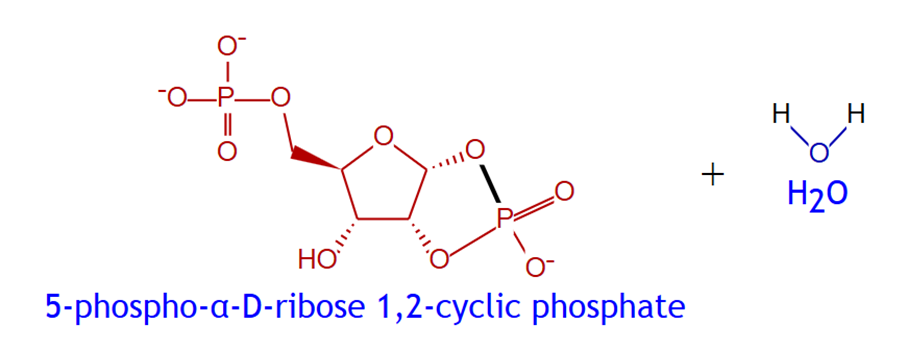 O-
-O P O
O
O
O
O
P
O-
HO
O
H H
O
+
H2O
5-phospho-α-D-ribose 1,2-cyclic phosphate